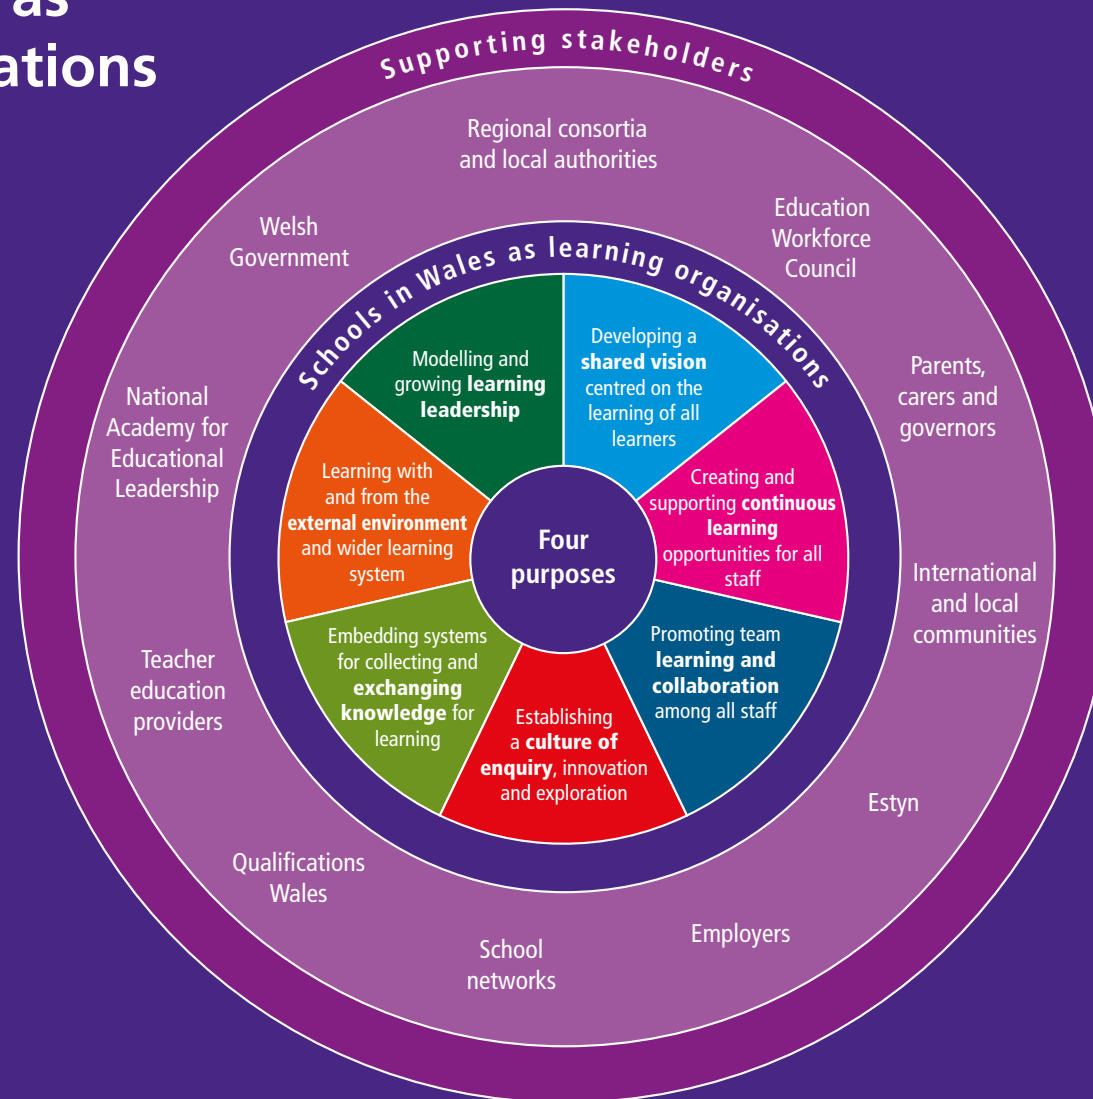 as
ations
Supporting stakeholders
Regional consortia
and local authorities
Education
Workforce
Council
Parents,
carers and
governors
International
and local
communities
Estyn
Employers
School
networks
Qualifications
Wales
Teacher
education
providers
National
Academy for
Educational
Leadership
Welsh
Government
Schools in Wales as learning organisations
Developing a
shared vision
centred on the
learning of all
learners
Creating and
supporting continuous
learning
opportunities for all
staff
Promoting team
learning and
collaboration
among all staff
Establishing
a culture of
enquiry, innovation
and exploration
Embedding systems
for collecting and
exchanging
knowledge for
learning
Learning with
and from the
external environment
and wider learning
system
Modelling and
growing learning
leadership
Four
purposes